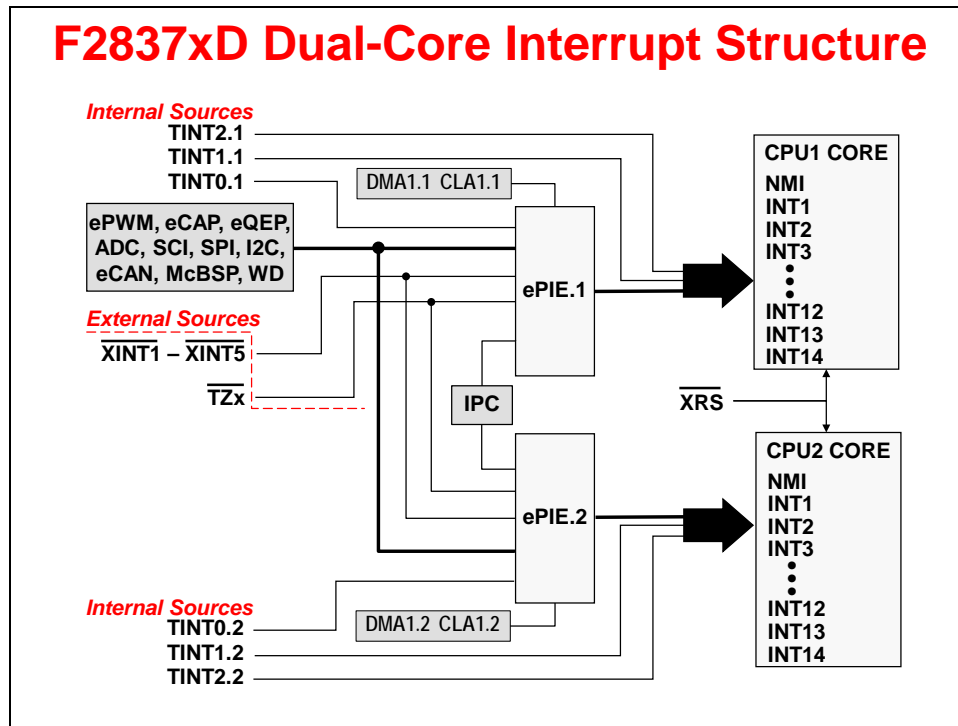 F2837xD Dual-Core Interrupt Structure
Internal Sources
TINT2.1
TINT1.1
TINT0.1
ePWM, eCAP, eQEP,
ADC, SCI, SPI, I2C,
eCAN, McBSP, WD
External Sources
XINT1 – XINT5
TZx
DMA1.1 CLA1.1
ePIE.1
IPC
ePIE.2
DMA1.2 CLA1.2
Internal Sources
TINT0.2
TINT1.2
TINT2.2
CPU1 CORE
NMI
INT1
INT2
INT3
INT12
INT13
INT14
XRS
CPU2 CORE
NMI
INT1
INT2
INT3
INT12
INT13
INT14